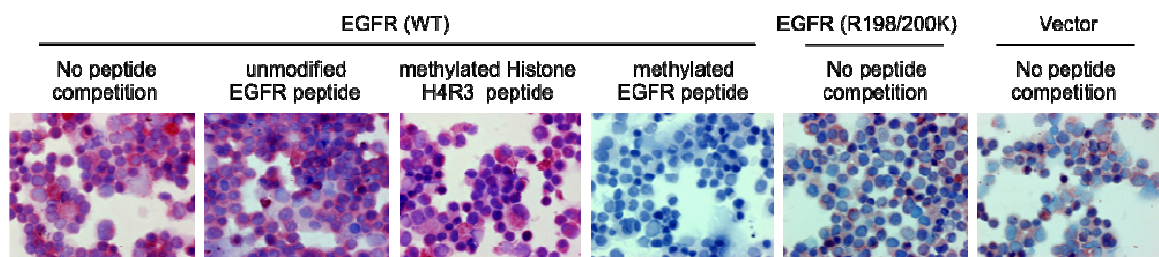 EGFR (WT)
EGFR (R198/200K)
Vector
No peptide
competition
unmodified
EGFR peptide
methylated Histone
H4R3 peptide
methylated
EGFR peptide
No peptide
competition
No peptide
competition